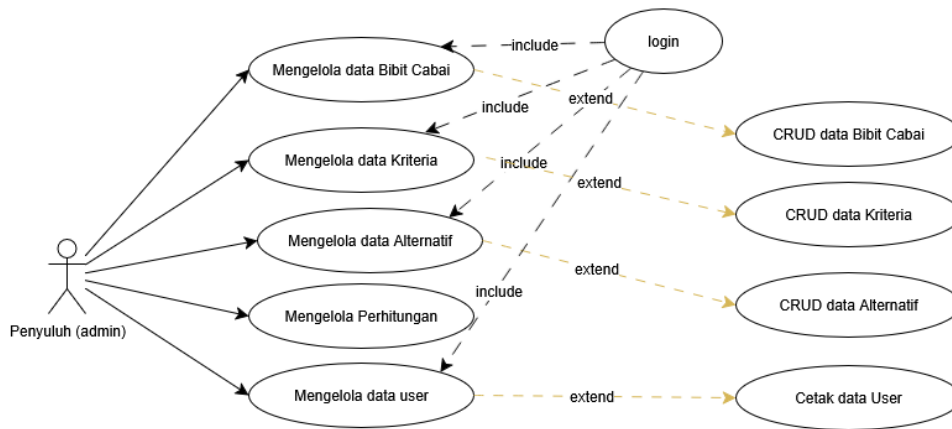 login
include
Mengelola data Bibit Cabai
extend
include
CRUD data Bibit Cabai
Mengelola data Kriteria
include
extend
CRUD data Kriteria
Mengelola data Alternatif
extend
CRUD data Alternatif
include
Mengelola Perhitungan
Penyuluh (admin)
Mengelola data user
extend
Cetak data User